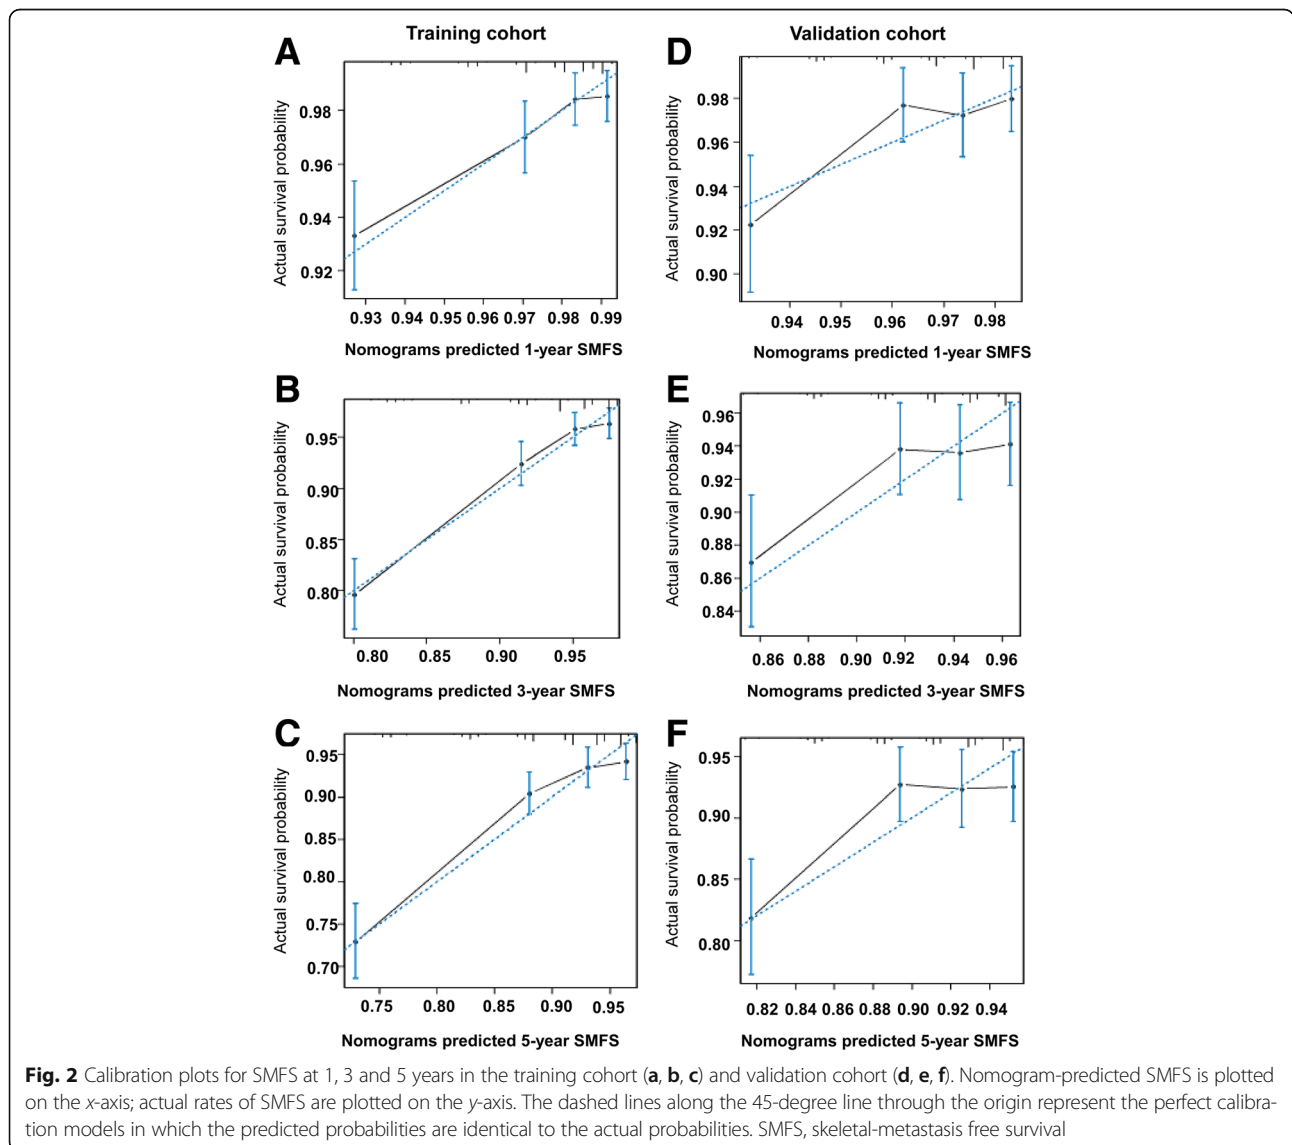 Training cohort
Validation cohort
A
Actual survival probability
0.98
0.96
0.94
0.92
0.93 0.94 0.95 0.96 0.97 0.98 0.99
Nomograms predicted 1-year SMFS
D
Actual survival probability
0.98
0.96
0.94
0.92
0.90
0.94 0.95 0.96 0.97 0.98
Nomograms predicted 1-year SMFS
B
Actual survival probability
0.95
0.90
0.85
0.80
0.80 0.85 0.90 0.95
Nomograms predicted 3-year SMFS
E
Actual survival probability
0.96
0.94
0.92
0.90
0.88
0.86
0.84
0.86 0.88 0.90 0.92 0.94 0.96
Nomograms predicted 3-year SMFS
C
Actual survival probability
0.95
0.90
0.85
0.80
0.75
0.70
0.75 0.80 0.85 0.90 0.95
Nomograms predicted 5-year SMFS
F
Actual survival probability
0.95
0.90
0.85
0.80
0.82 0.84 0.86 0.88 0.90 0.92 0.94
Nomograms predicted 5-year SMFS
Fig. 2 Calibration plots for SMFS at 1, 3 and 5 years in the training cohort (a, b, c) and validation cohort (d, e, f). Nomogram-predicted SMFS is plotted
on the x-axis; actual rates of SMFS are plotted on the y-axis. The dashed lines along the 45-degree line through the origin represent the perfect calibra-
tion models in which the predicted probabilities are identical to the actual probabilities. SMFS, skeletal-metastasis free survival